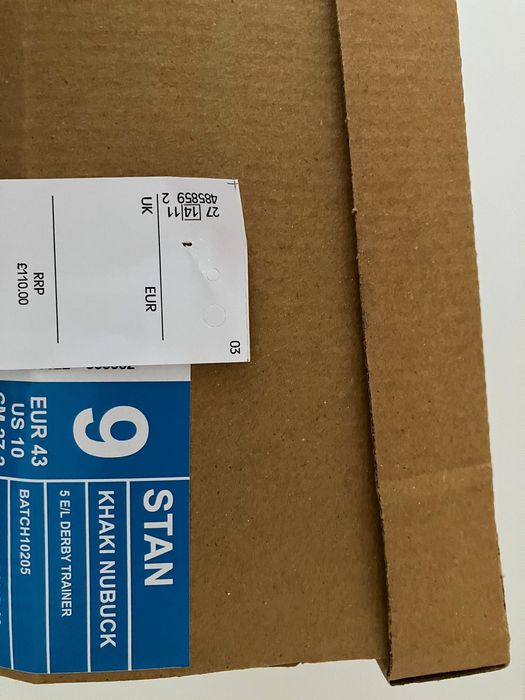 485859 2
27 14 11
UK
EUR
03
RRP
£110.00
9
EUR 43
US 10
STAN
KHAKI NUBUCK
5 E/L DERBY TRAINER
BATCH10205